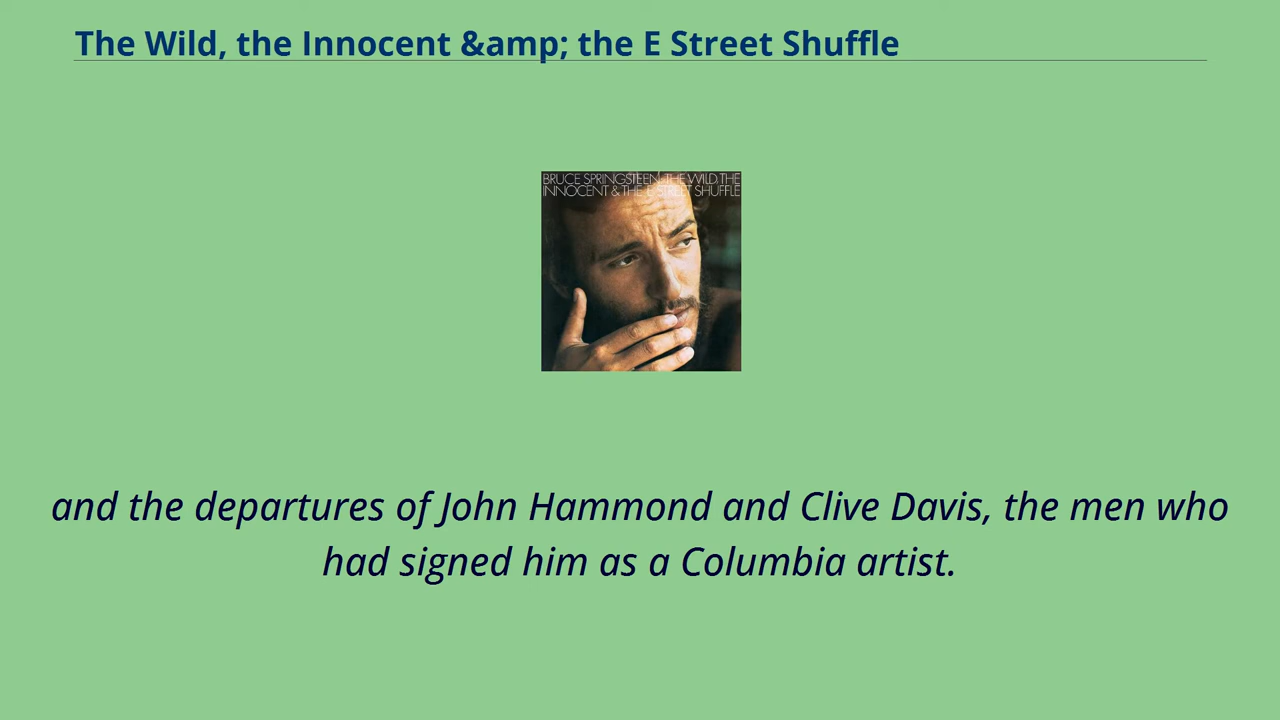 The Wild, the Innocent &amp; the E Street Shuffle
BRUCE SPRINGSTEEN, THE WILD, THE
INNOCENT & THE E STREET SHUFFLE
and the departures of John Hammond and Clive Davis, the men who
had signed him as a Columbia artist.